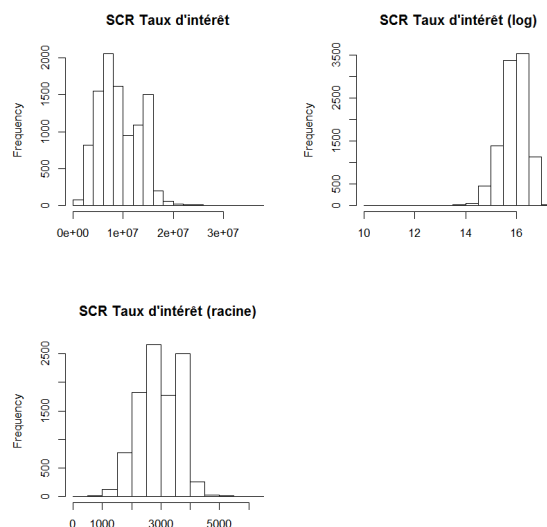 SCR Taux d'intérêt
Frequency
0 500 1000 2000
0e+00 1e+07 2e+07 3e+07
SCR Taux d'intérêt (log)
Frequency
0 500 1500 2500 3500
10 12 14 16
SCR Taux d'intérêt (racine)
Frequency
0 500 1500 2500
0 1000 3000 5000